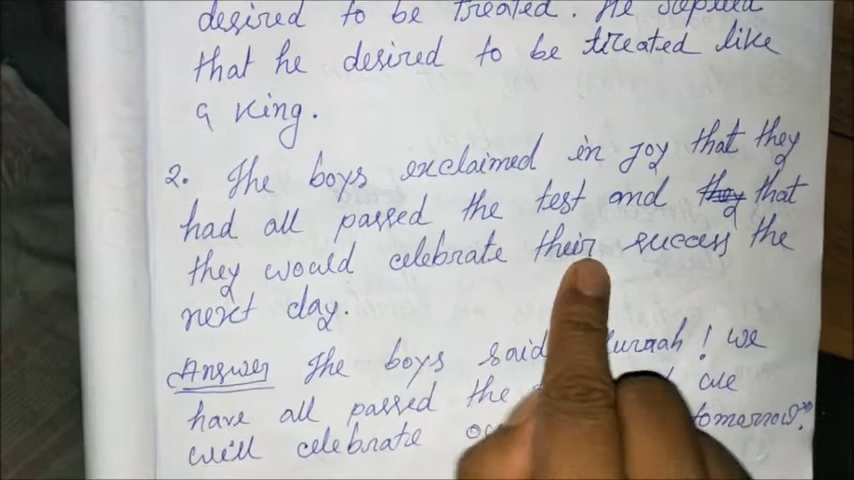 desired to be treated. He replied
that he desired to be treated like
a king.
2. The boys exclaimed in joy that they
had all passed the test and they that
they would celebrate their success the
next day.
Answer The boys said hurrah! we
have all passed the we
will celebrate tomorrow."